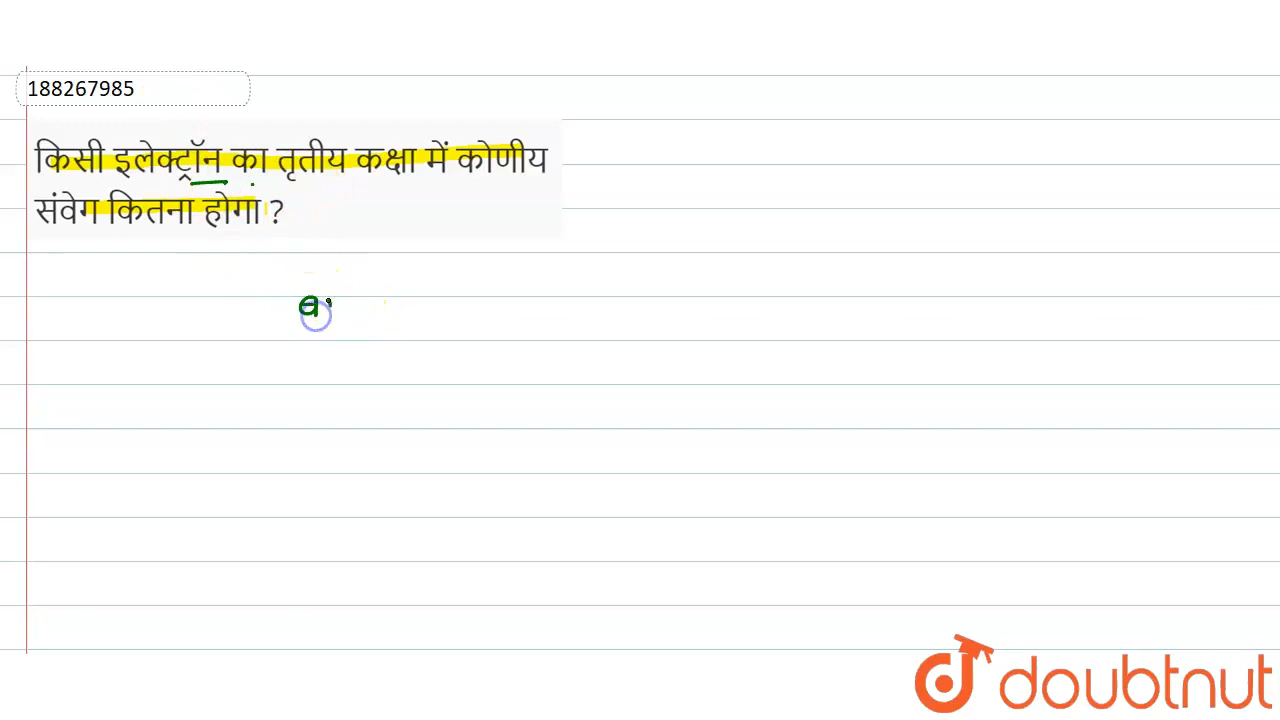 188267985
किसी इलेक्ट्रॉन का तृतीय कक्षा में कोणीय
संवेग कितना होगा ?
doubtnut